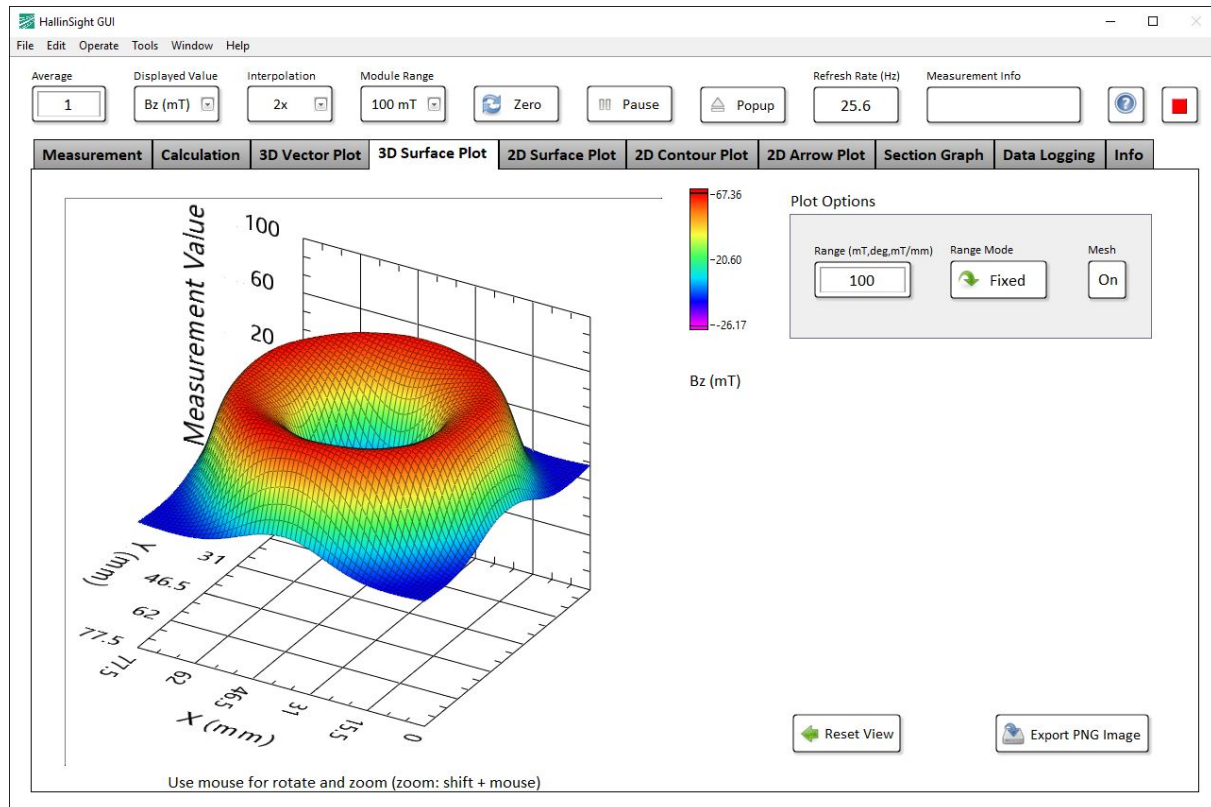 HallinSight GUI
File Edit Operate Tools Window Help
Average Displayed Value Interpolation Module Range Refresh Rate (Hz) Measurement Info
1 Bz (mT) 2x 100 mT Zero Pause Popup 25.6
Measurement Calculation 3D Vector Plot 3D Surface Plot 2D Surface Plot 2D Contour Plot 2D Arrow Plot Section Graph Data Logging Info
Measurement Value
100
60
20
-67.36
-20.60
--26.17
Bz (mT)
Plot Options
Range (mT,deg,mT/mm) Range Mode Mesh
100 Fixed On
Y (mm)
31
46.5
62
77.5
77.5 62 46.5 31 15.5 0
X (mm)
Reset View Export PNG Image
Use mouse for rotate and zoom (zoom: shift + mouse)